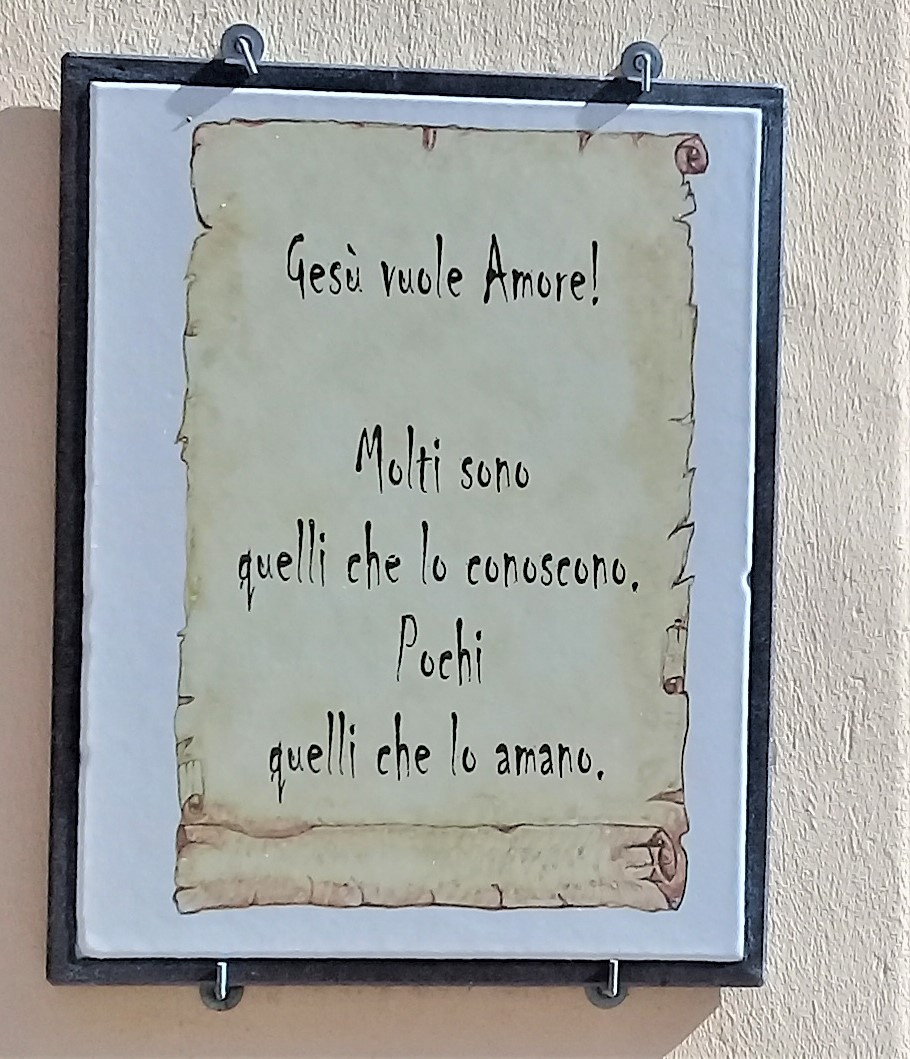 Gesù vuole Amore!
Molti sono
quelli che lo conoscono.
Pochi
quelli che lo amano.